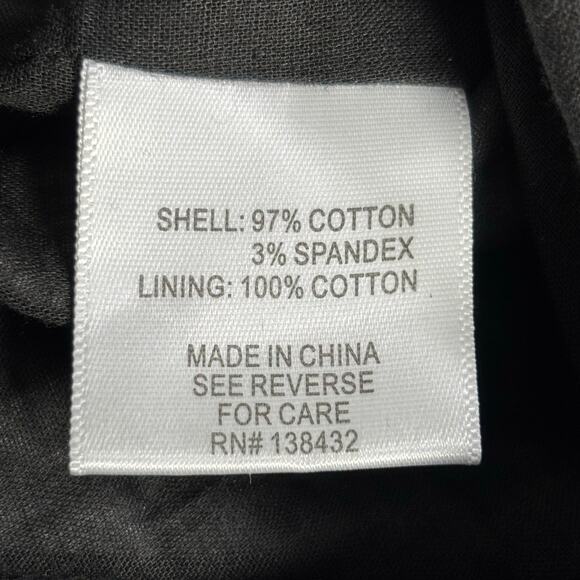 SHELL: 97% COTTON
3% SPANDEX
LINING: 100% COTTON
MADE IN CHINA
SEE REVERSE
FOR CARE
RN# 138432